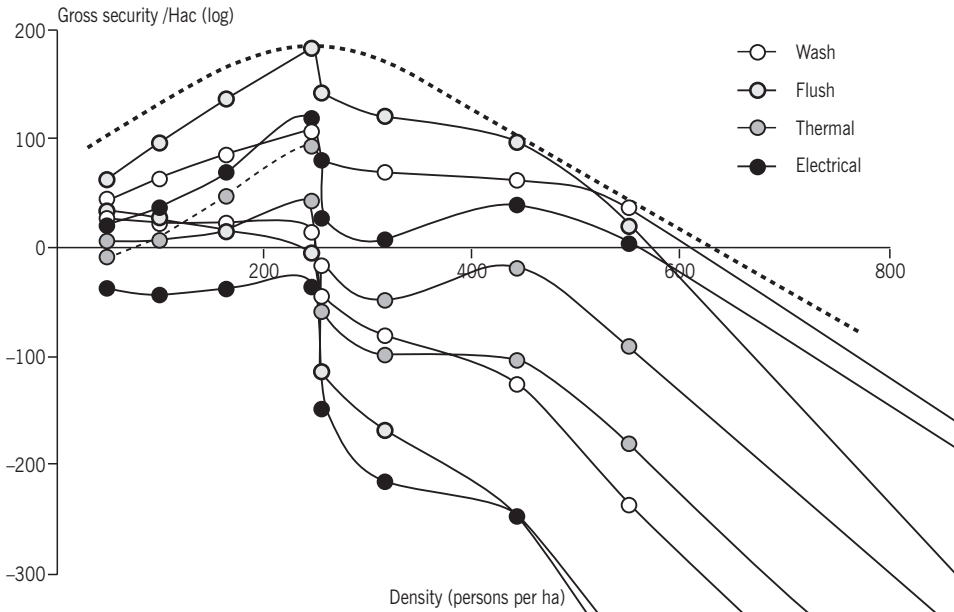 Gross security /Hac (log)
200
100
0
–100
–200
–300
200
400
600
800
Wash
Flush
Thermal
Electrical
Density (persons per ha)